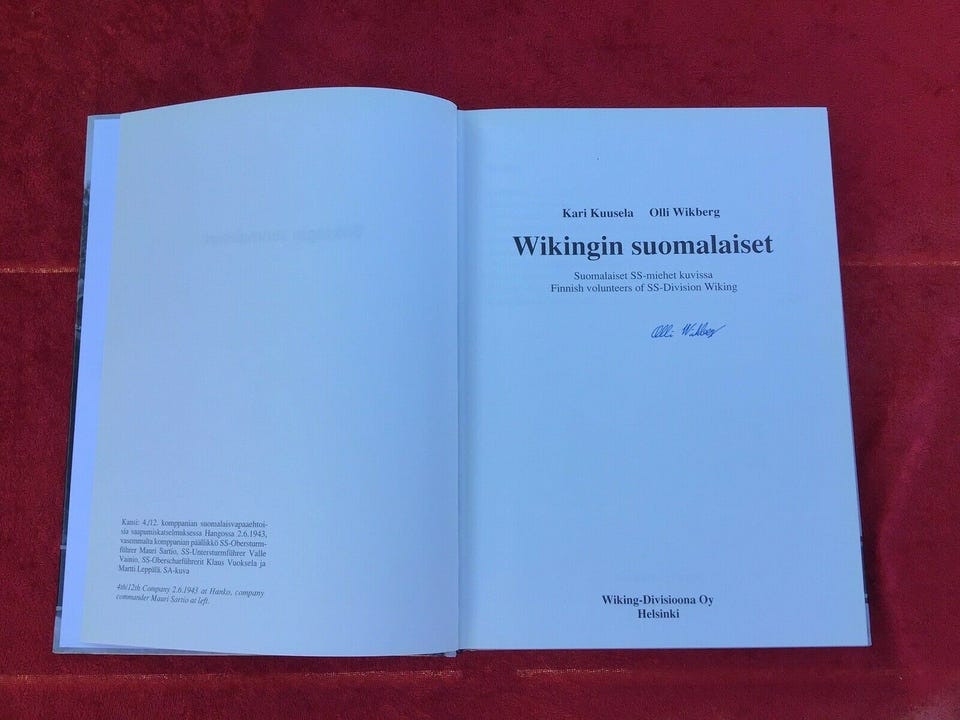 Kansi: 4./12. komppanian suomalaisvapaaehtoi-
sia saapumiskatselmuksessa Hangossa 2.6.1943,
vasemmalta komppanian päällikkö SS-Obersturm-
führer Mauri Sartio, SS-Untersturmführer Valle
Vainio, SS-Oberscharführerit Klaus Vuoksela ja
Martti Leppälä. SA-kuva
4th/12th Company 2.6.1943 at Hanko, company
commander Mauri Sartio at left.
Kari Kuusela Olli Wikberg
Wikingin suomalaiset
Suomalaiset SS-miehet kuvissa
Finnish volunteers of SS-Division Wiking
Olli Wikberg
Wiking-Divisioona Oy
Helsinki